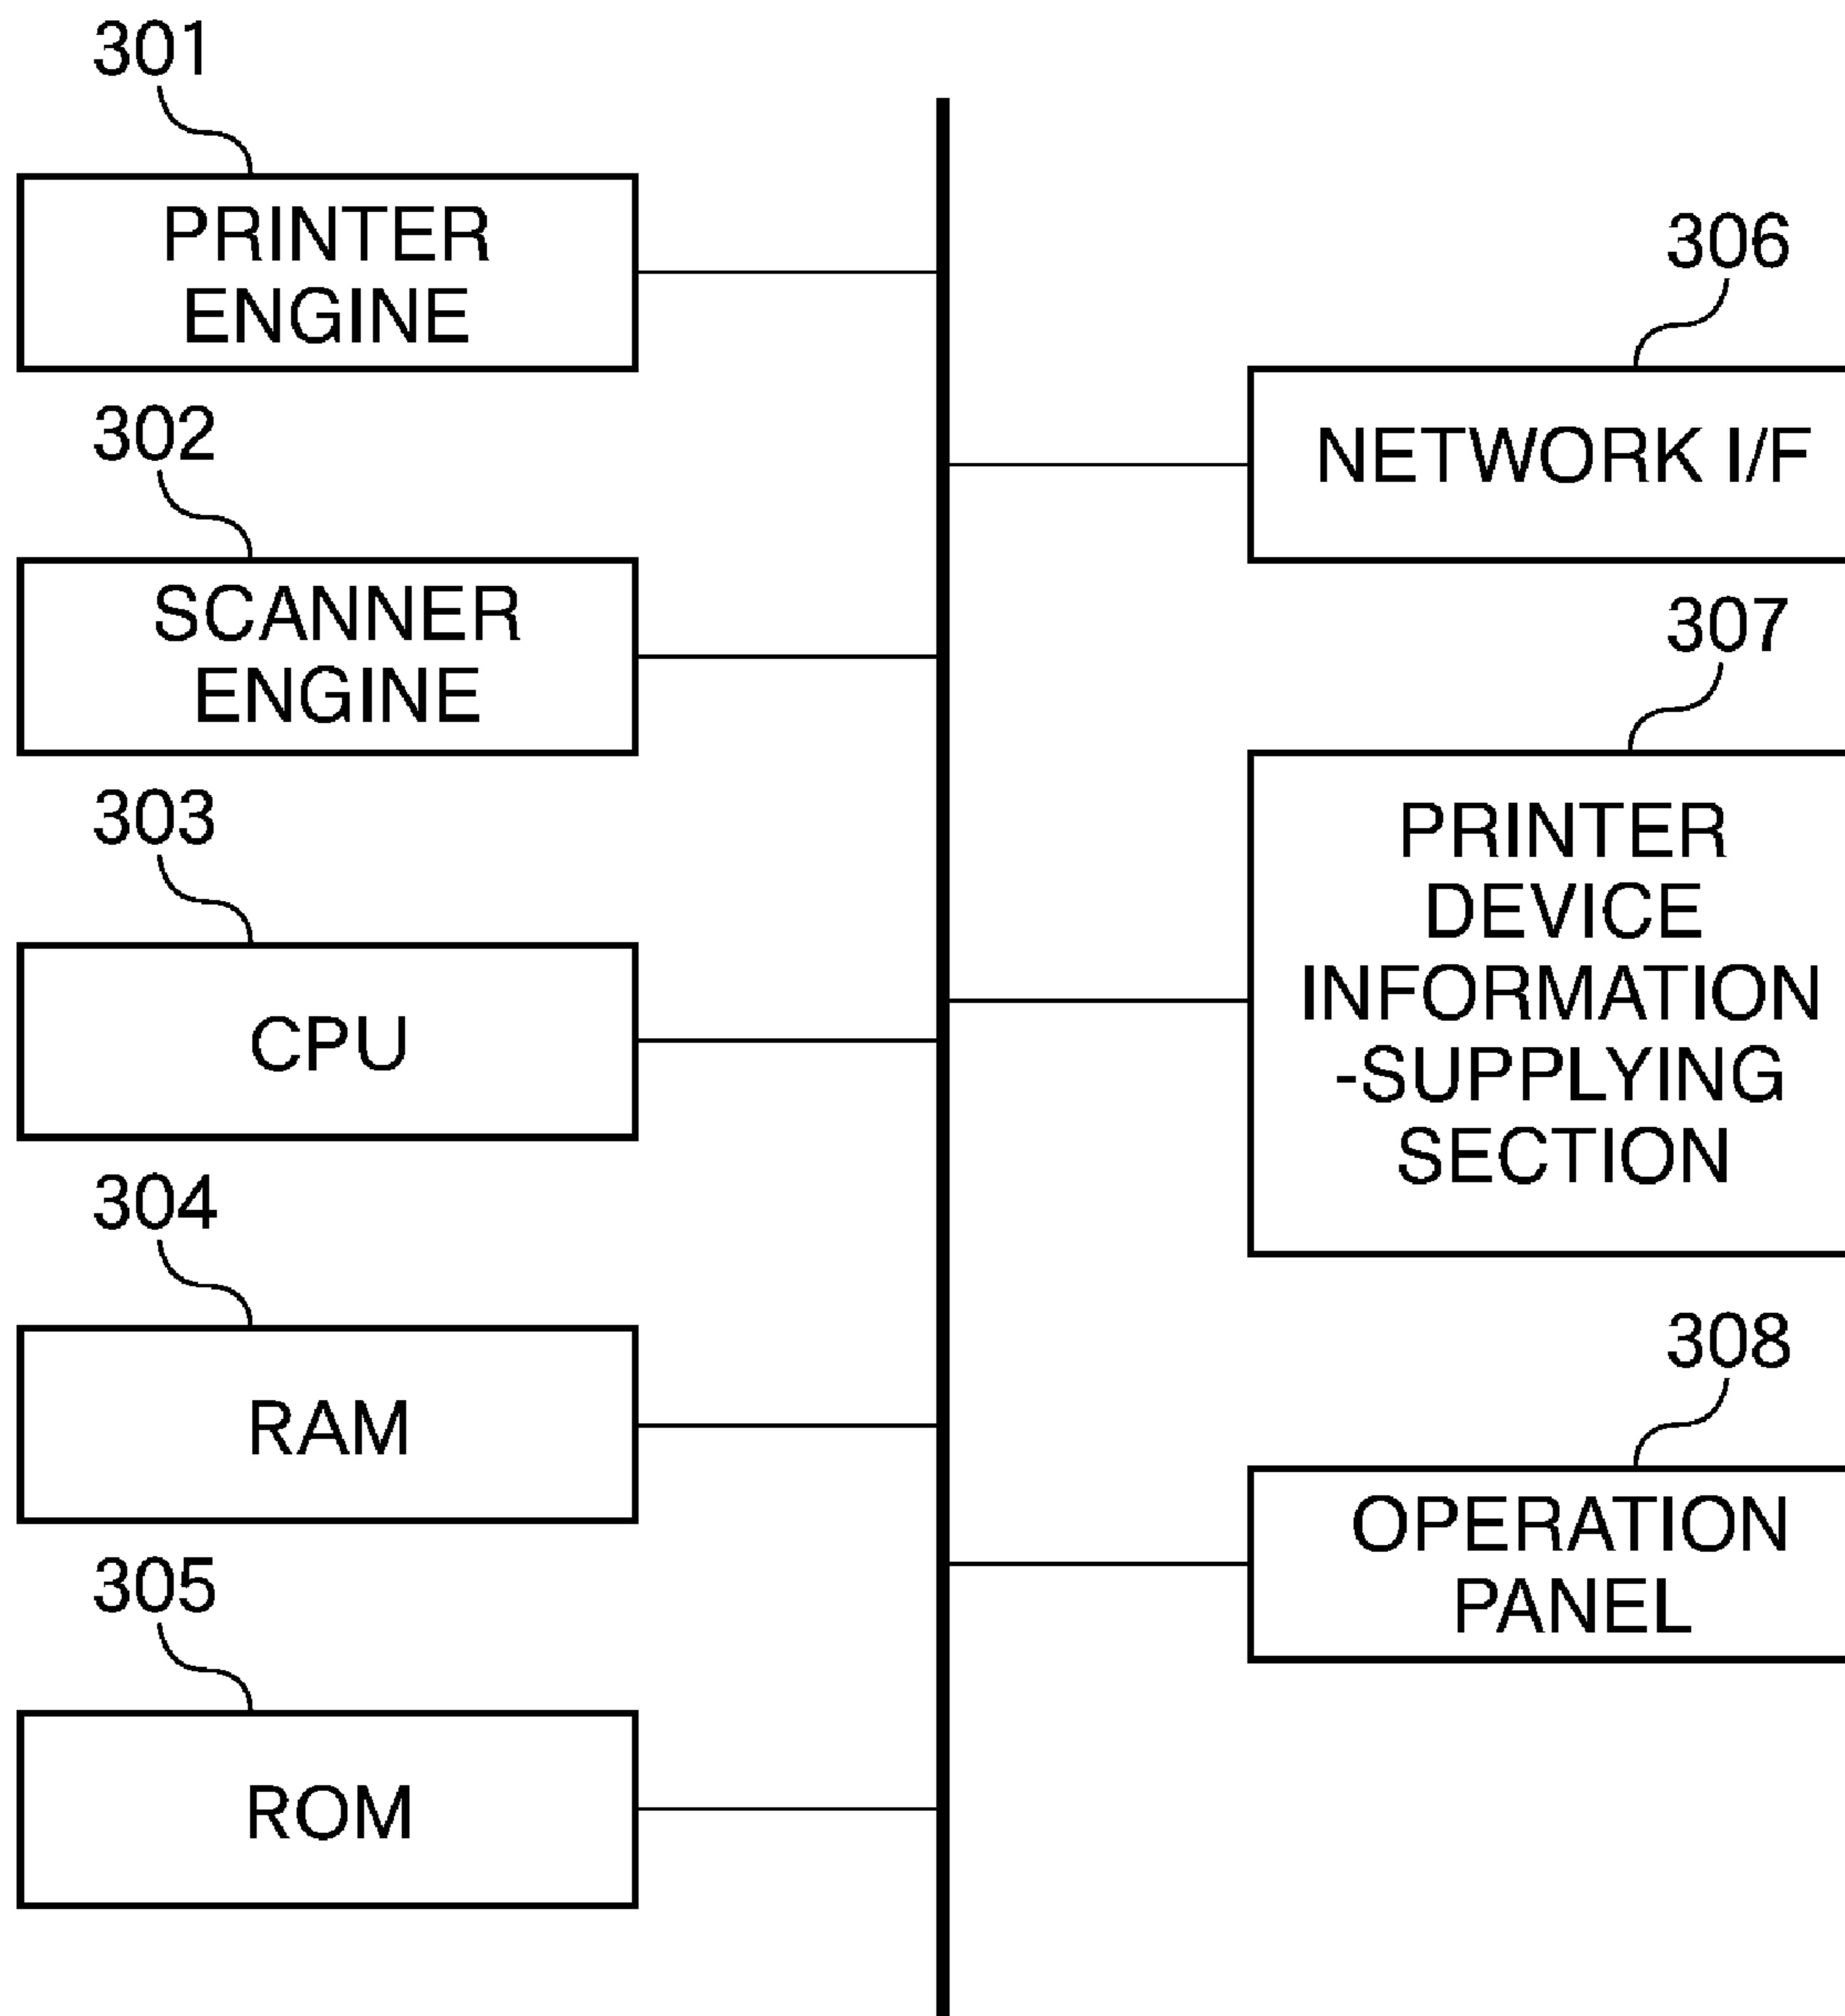 301
PRINTER
ENGINE
302
SCANNER
ENGINE
303
CPU
304
RAM
305
ROM
306
NETWORK I/F
307
PRINTER
DEVICE
INFORMATION
-SUPPLYING
SECTION
308
OPERATION
PANEL